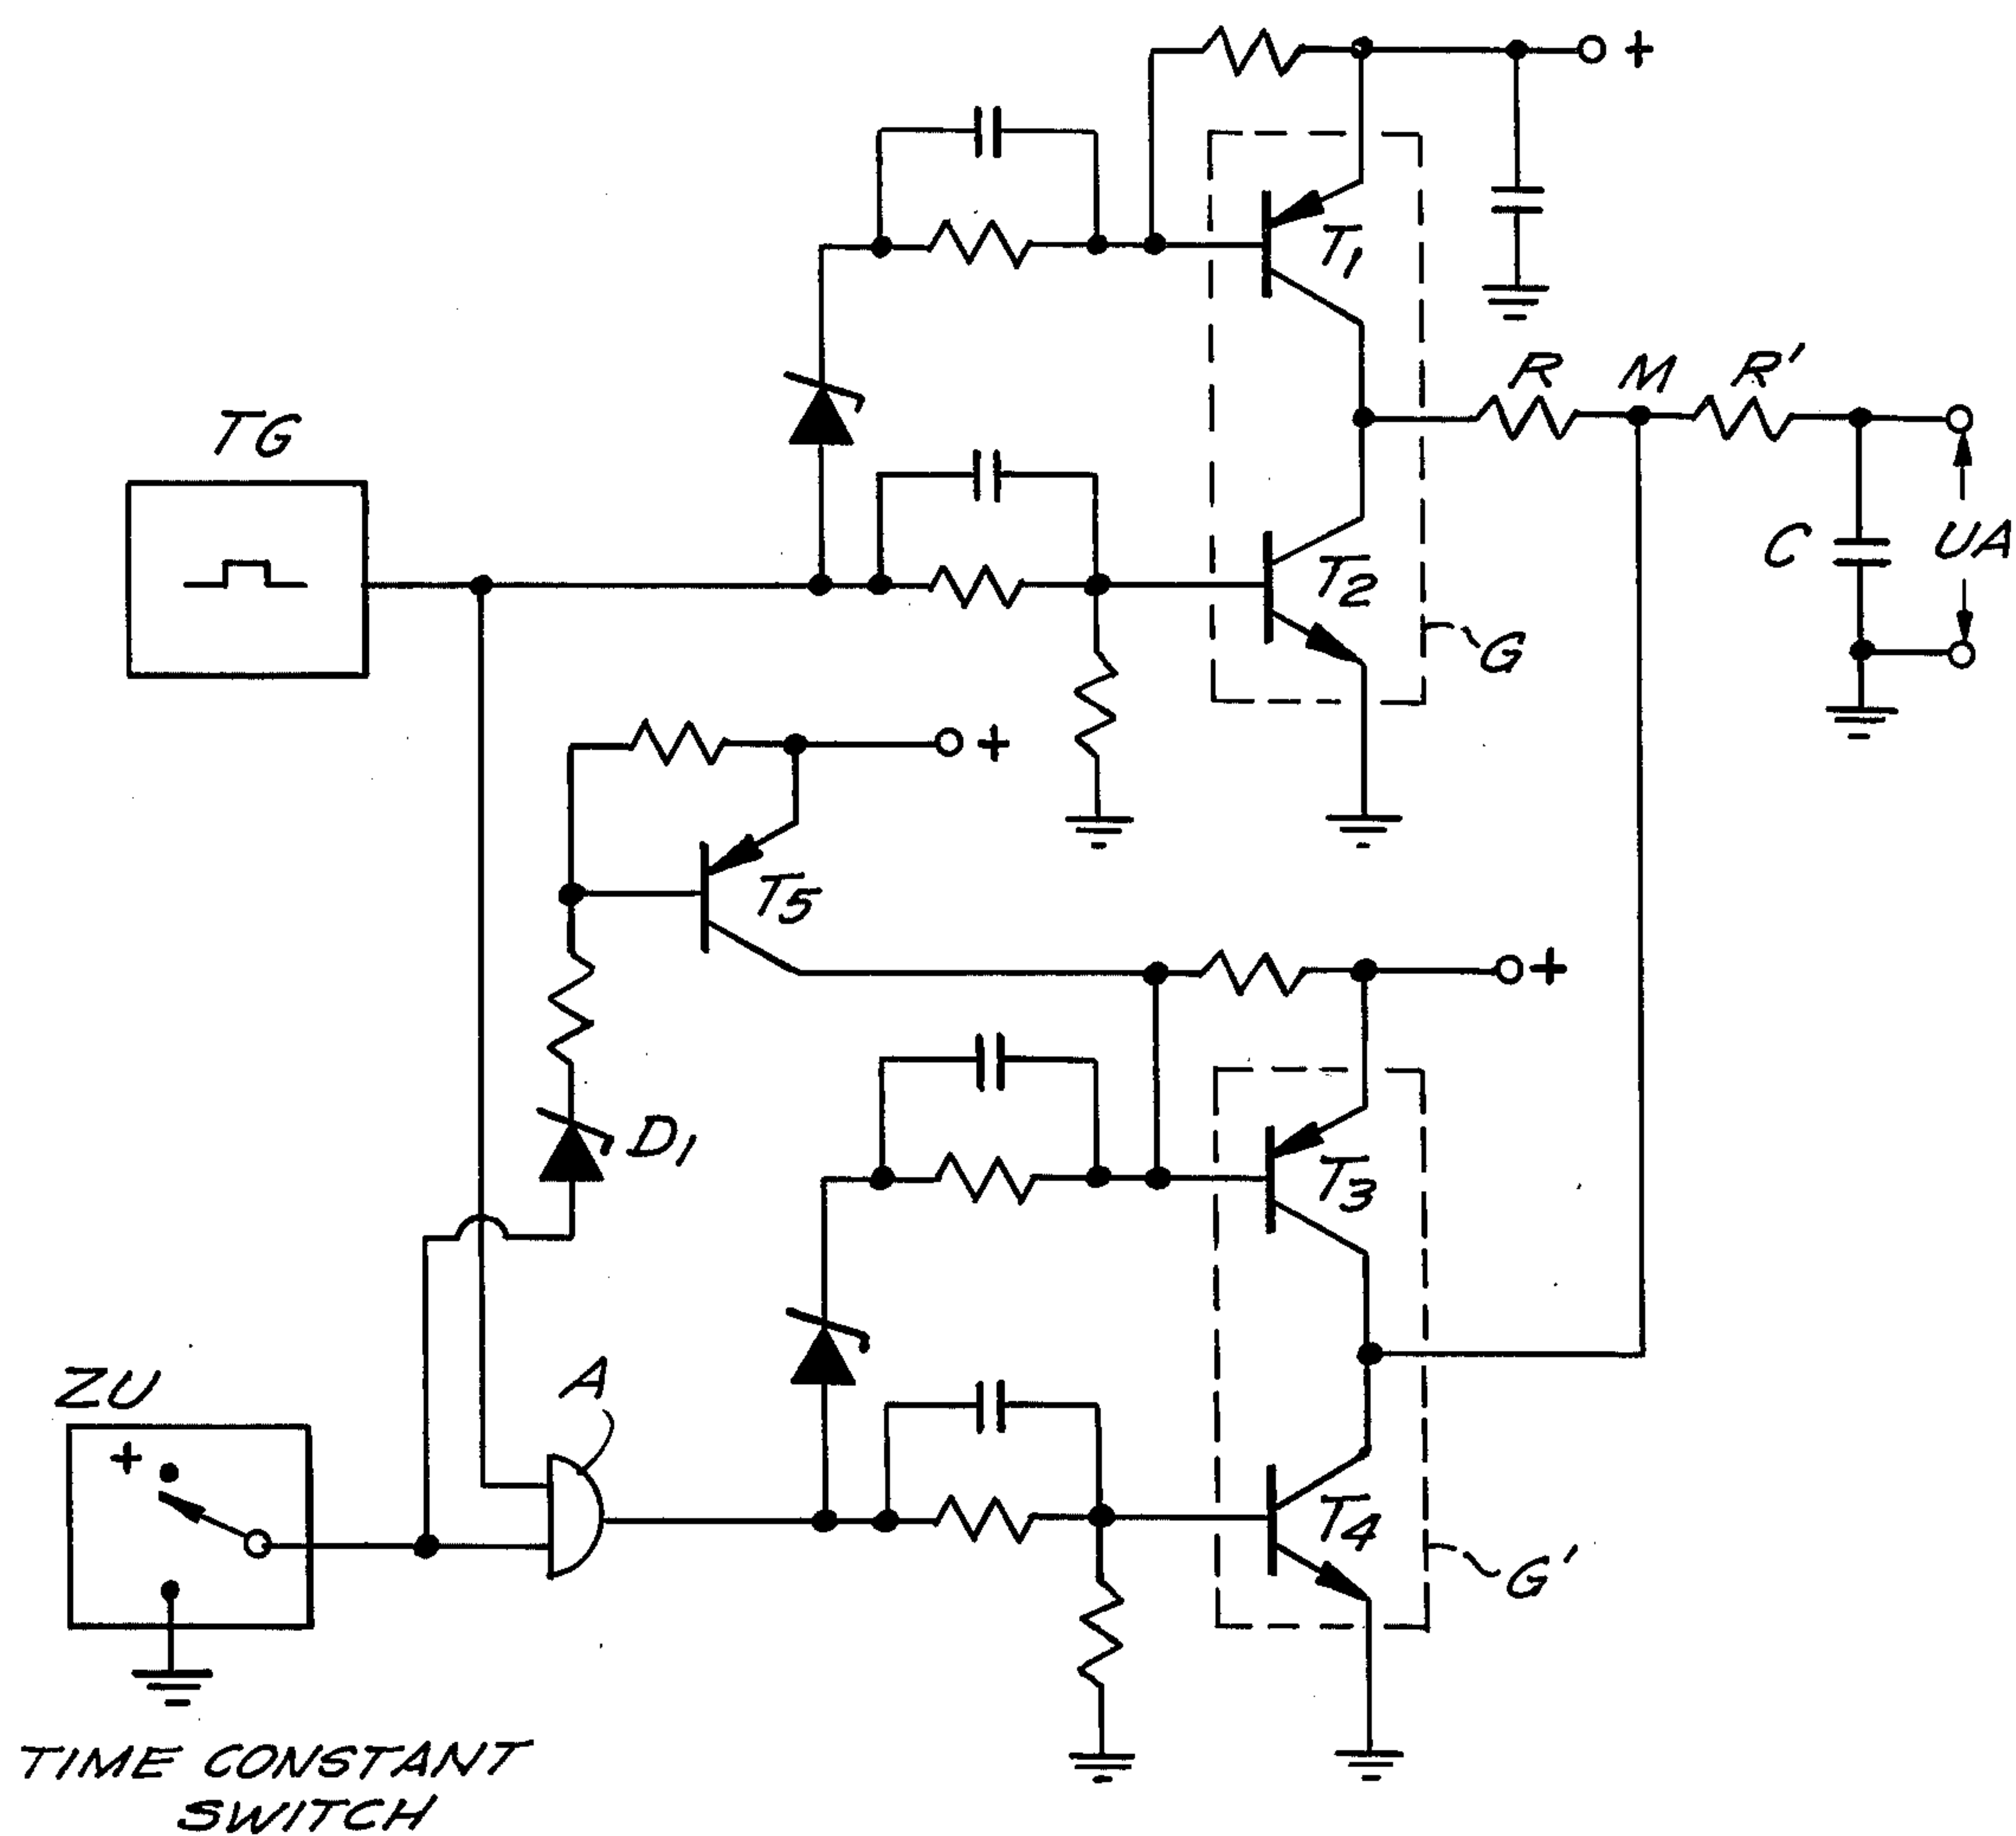 +
T1
R M R'
TG
C UA
T2
G
+
T5
+
D1
T3
ZU
A
+
T4
G'
TIME CONSTANT
SWITCH